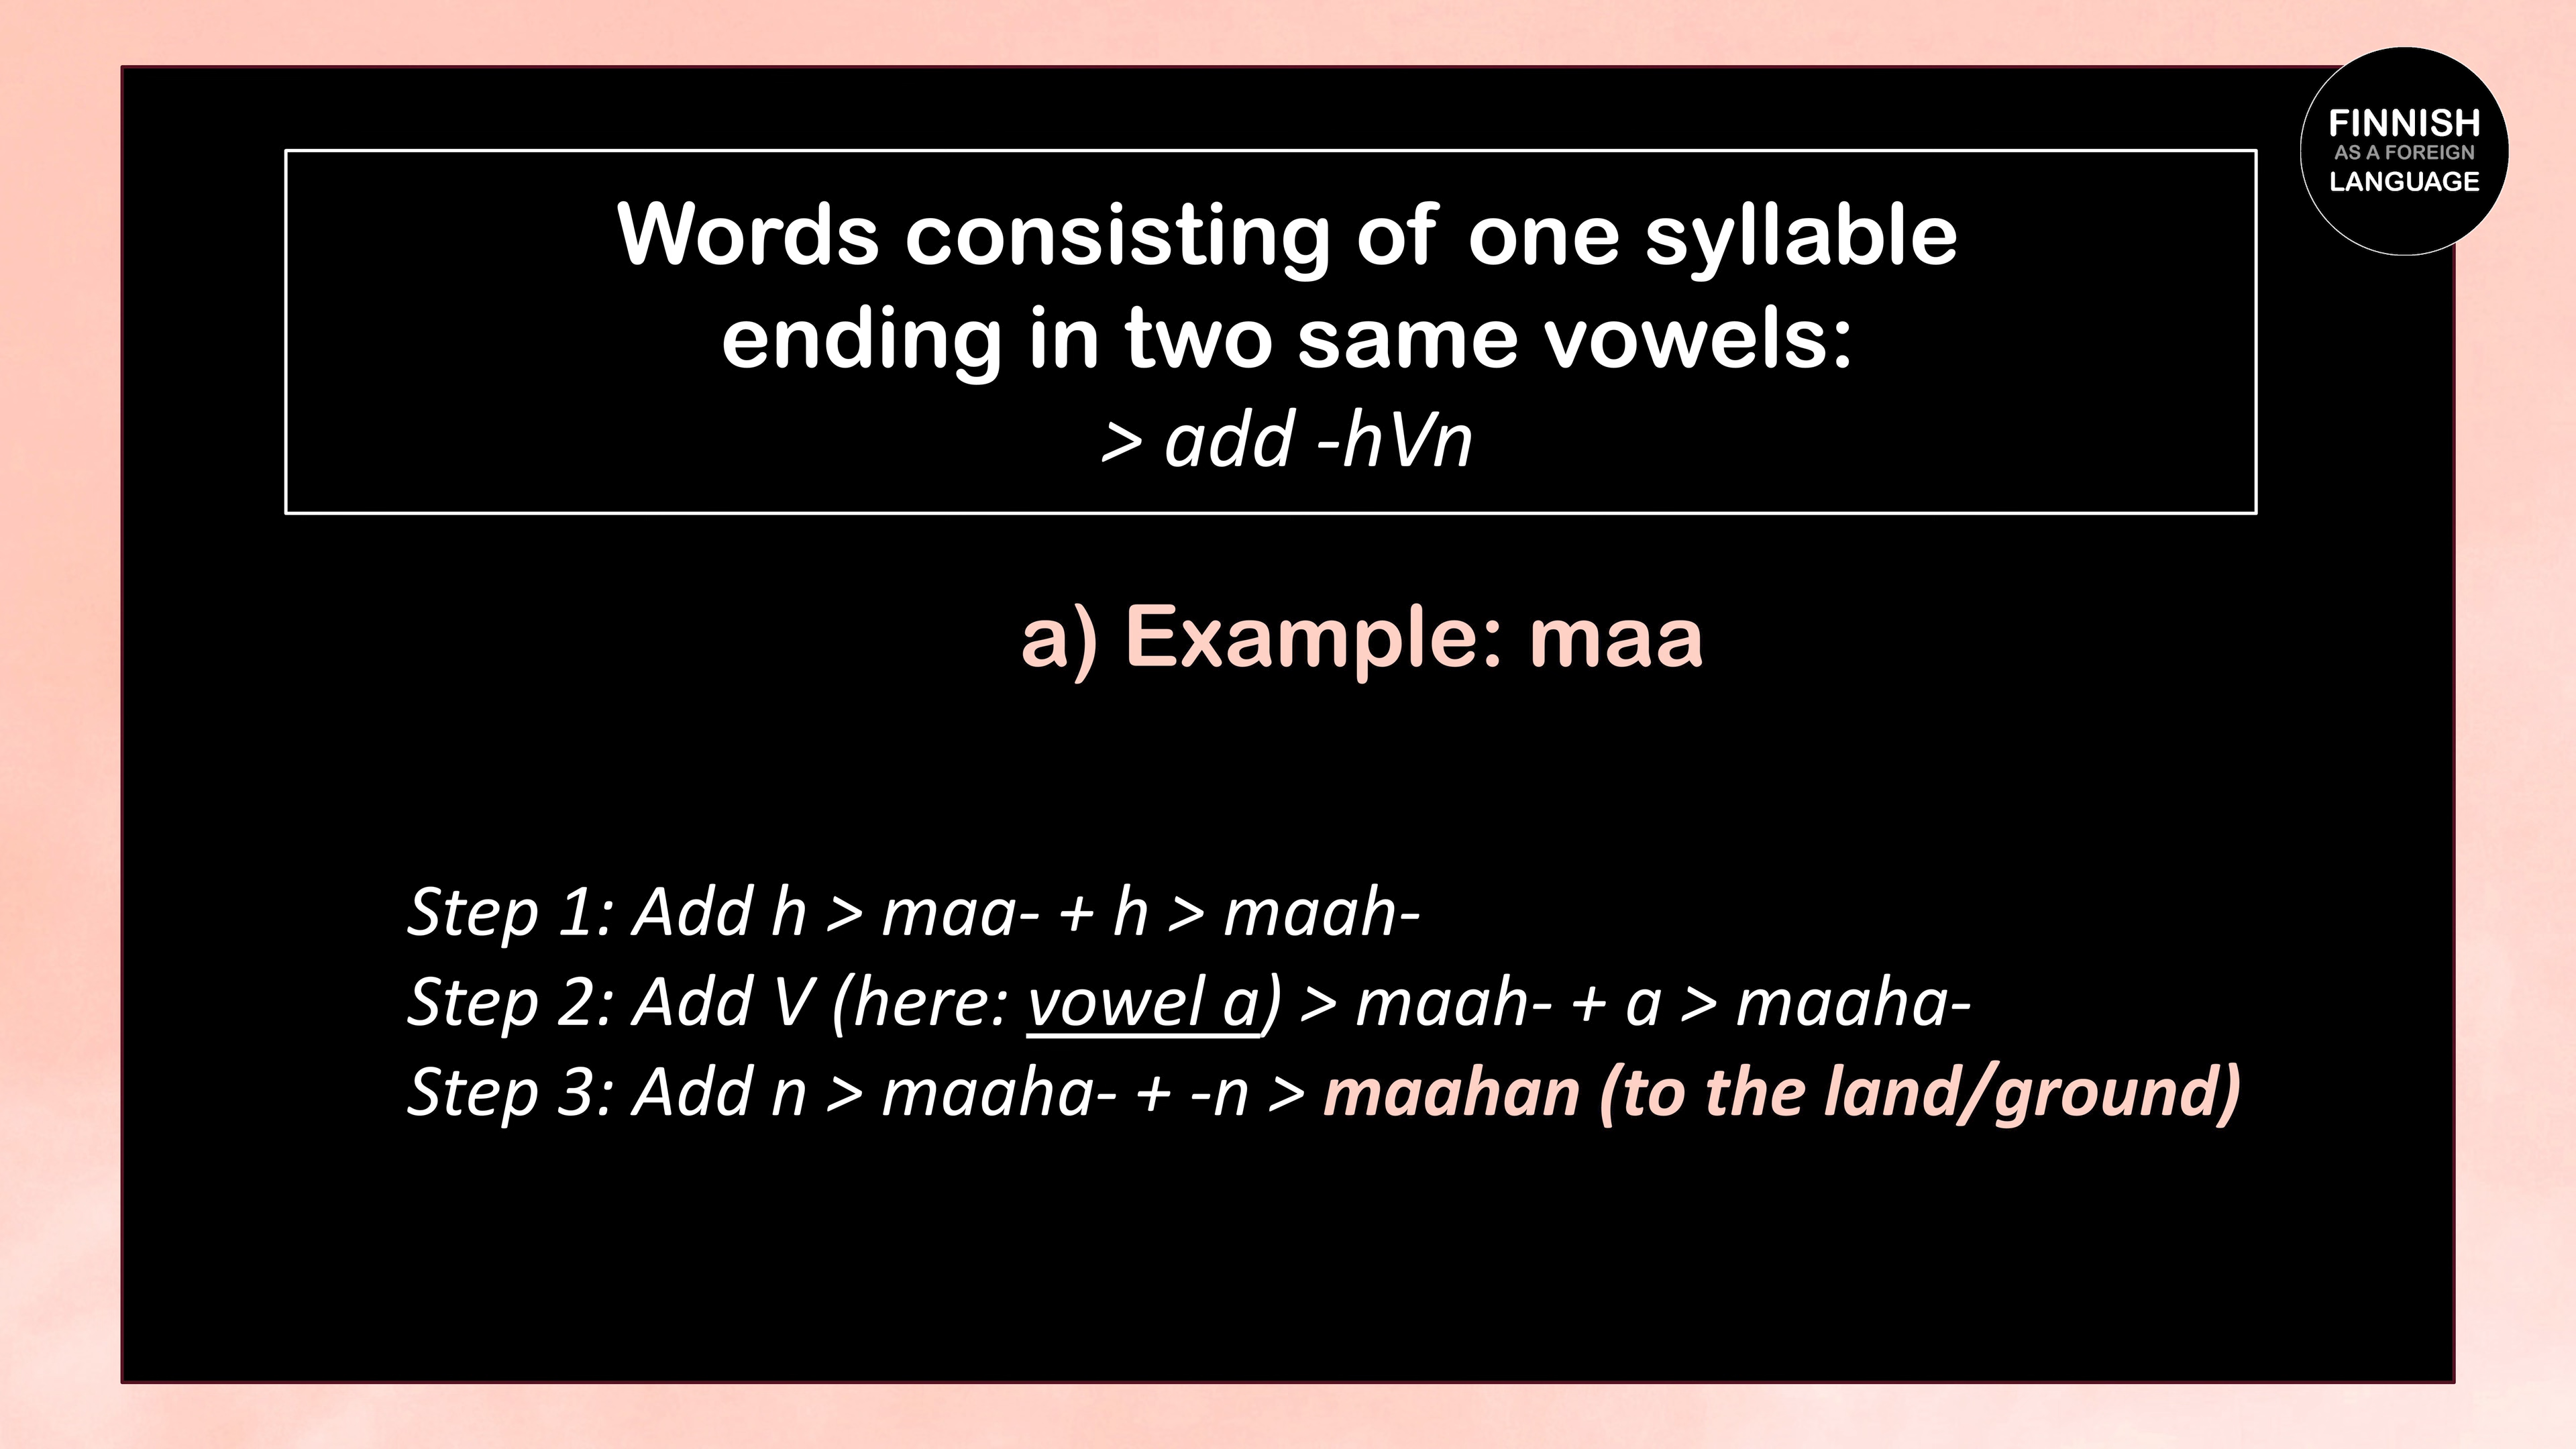 FINNISH
AS A FOREIGN
LANGUAGE
Words consisting of one syllable
ending in two same vowels:
> add -hVn
a) Example: maa
Step 1: Add h > maa- + h > maah-
Step 2: Add V (here: vowel a) > maah- + a > maaha-
Step 3: Add n > maaha- + -n > maahan (to the land/ground)